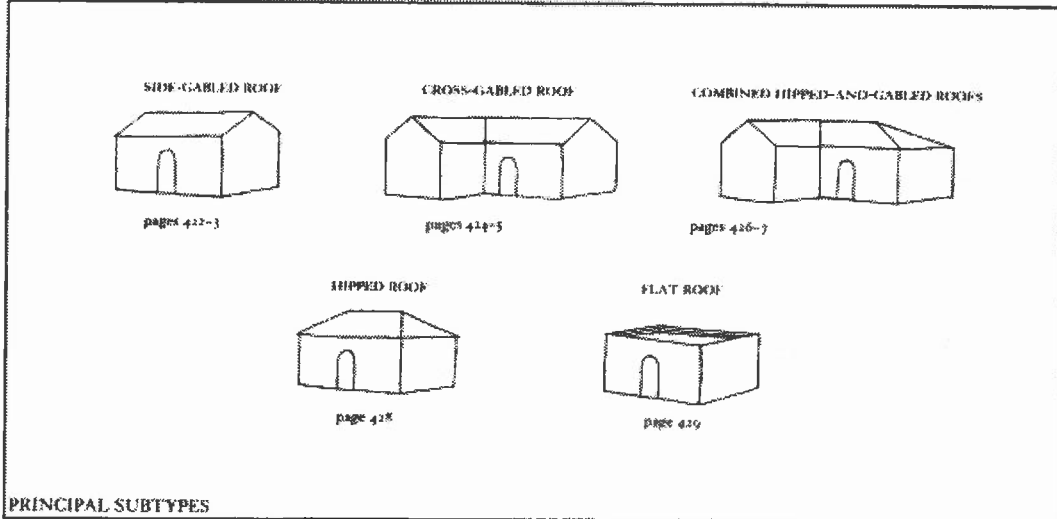 SIDE-GABLED ROOF
CROSS-GABLED ROOF
COMBINED HIPPED-AND-GABLED ROOFS
pages 422-3
pages 424-5
pages 426-7
HIPPED ROOF
FLAT ROOF
page 428
page 429
PRINCIPAL SUBTYPES